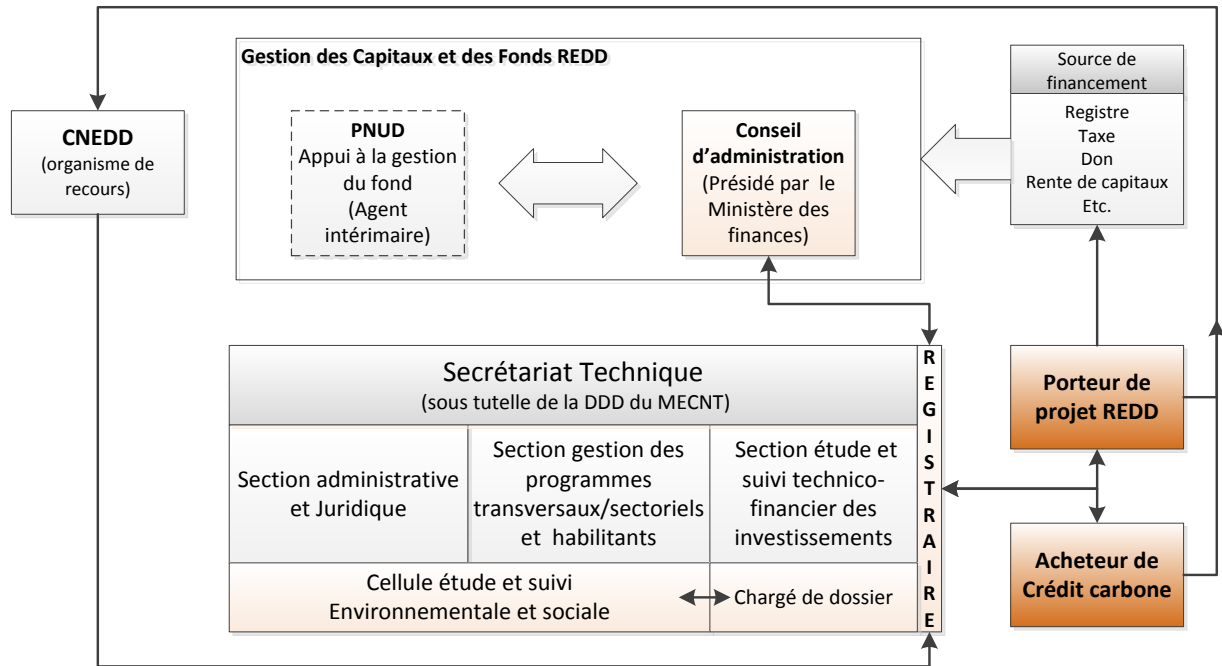 Gestion des Capitaux et des Fonds REDD
CNEDD
(organisme de
recours)
PNUD
Appui à la gestion
du fond
(Agent
intérimaire)
Conseil
d'administration
(Présidé par le
Ministère des
finances)
Source de
financement
Registre
Taxe
Don
Rente de capitaux
Etc.
Secrétariat Technique
(sous tutelle de la DDD du MECNT)
Section administrative
et Juridique
Section gestion des
programmes
transversaux/sectoriels
et habilitants
Section étude et
suivi technico-
financier des
investissements
Cellule étude et suivi
Environnementale et sociale
Chargé de dossier
REGISTRAIRE
Porteur de
projet REDD
Acheteur de
Crédit carbone